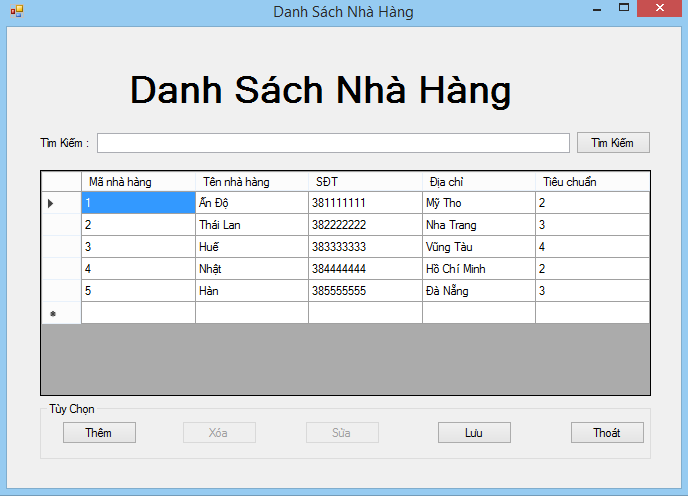 Danh Sách Nhà Hàng
Danh Sách Nhà Hàng
Tìm Kiếm : Tìm Kiếm
Mã nhà hàng Tên nhà hàng SĐT Địa chỉ Tiêu chuẩn
1 Ấn Độ 381111111 Mỹ Tho 2
2 Thái Lan 382222222 Nha Trang 3
3 Huế 383333333 Vũng Tàu 4
4 Nhật 384444444 Hồ Chí Minh 2
5 Hàn 385555555 Đà Nẵng 3
Tùy Chọn
Thêm Xóa Sửa Lưu Thoát